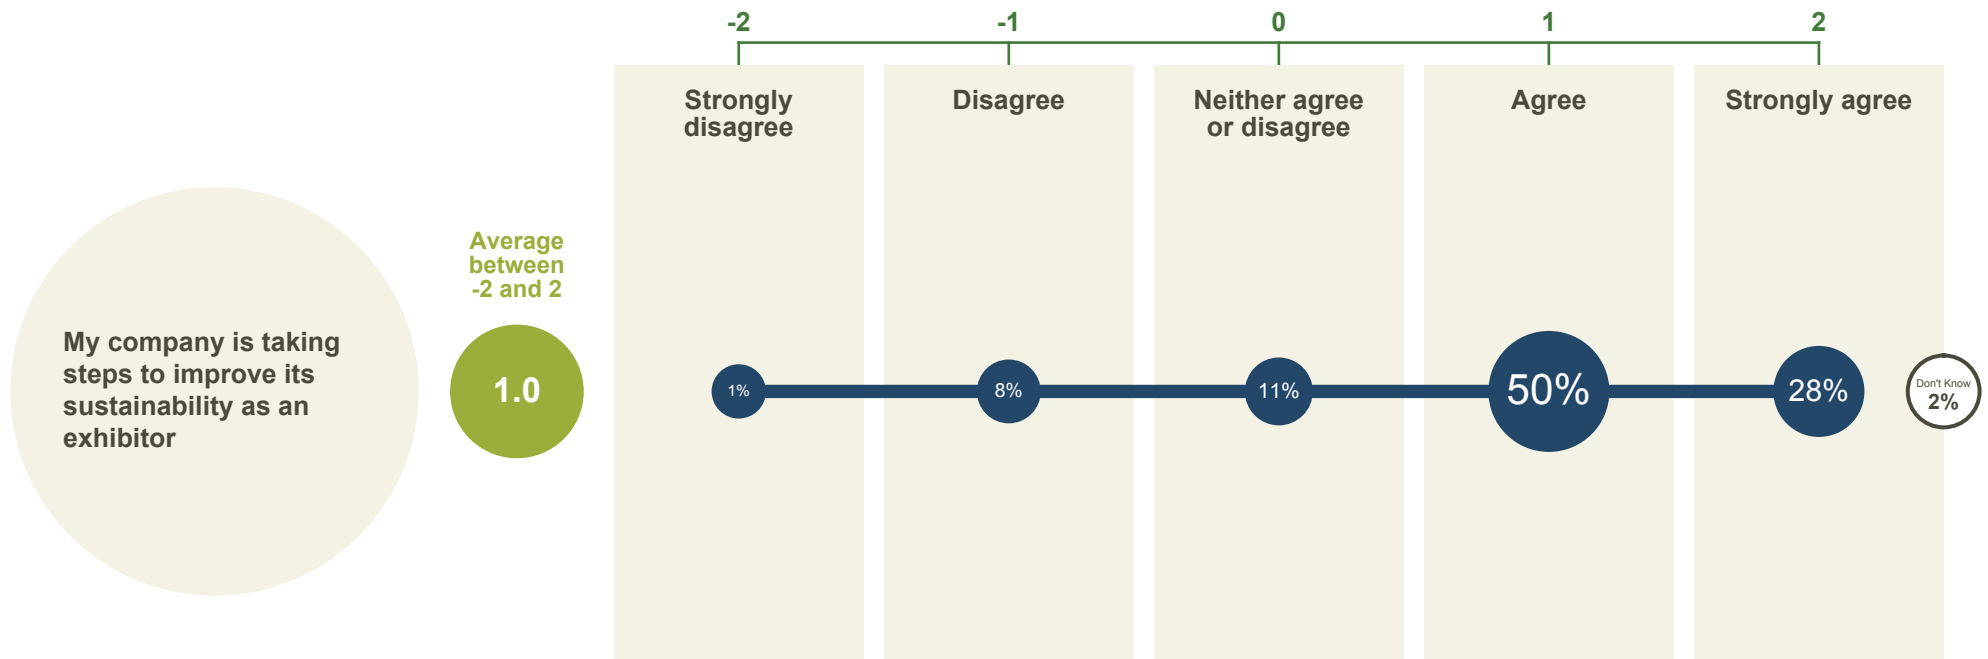 -2 -1 0 1 2
Strongly
disagree
Disagree
Neither agree
or disagree
Agree
Strongly agree
My company is taking
steps to improve its
sustainability as an
exhibitor
Average
between
-2 and 2
1.0
1%
8%
11%
50%
28%
Don't Know
2%